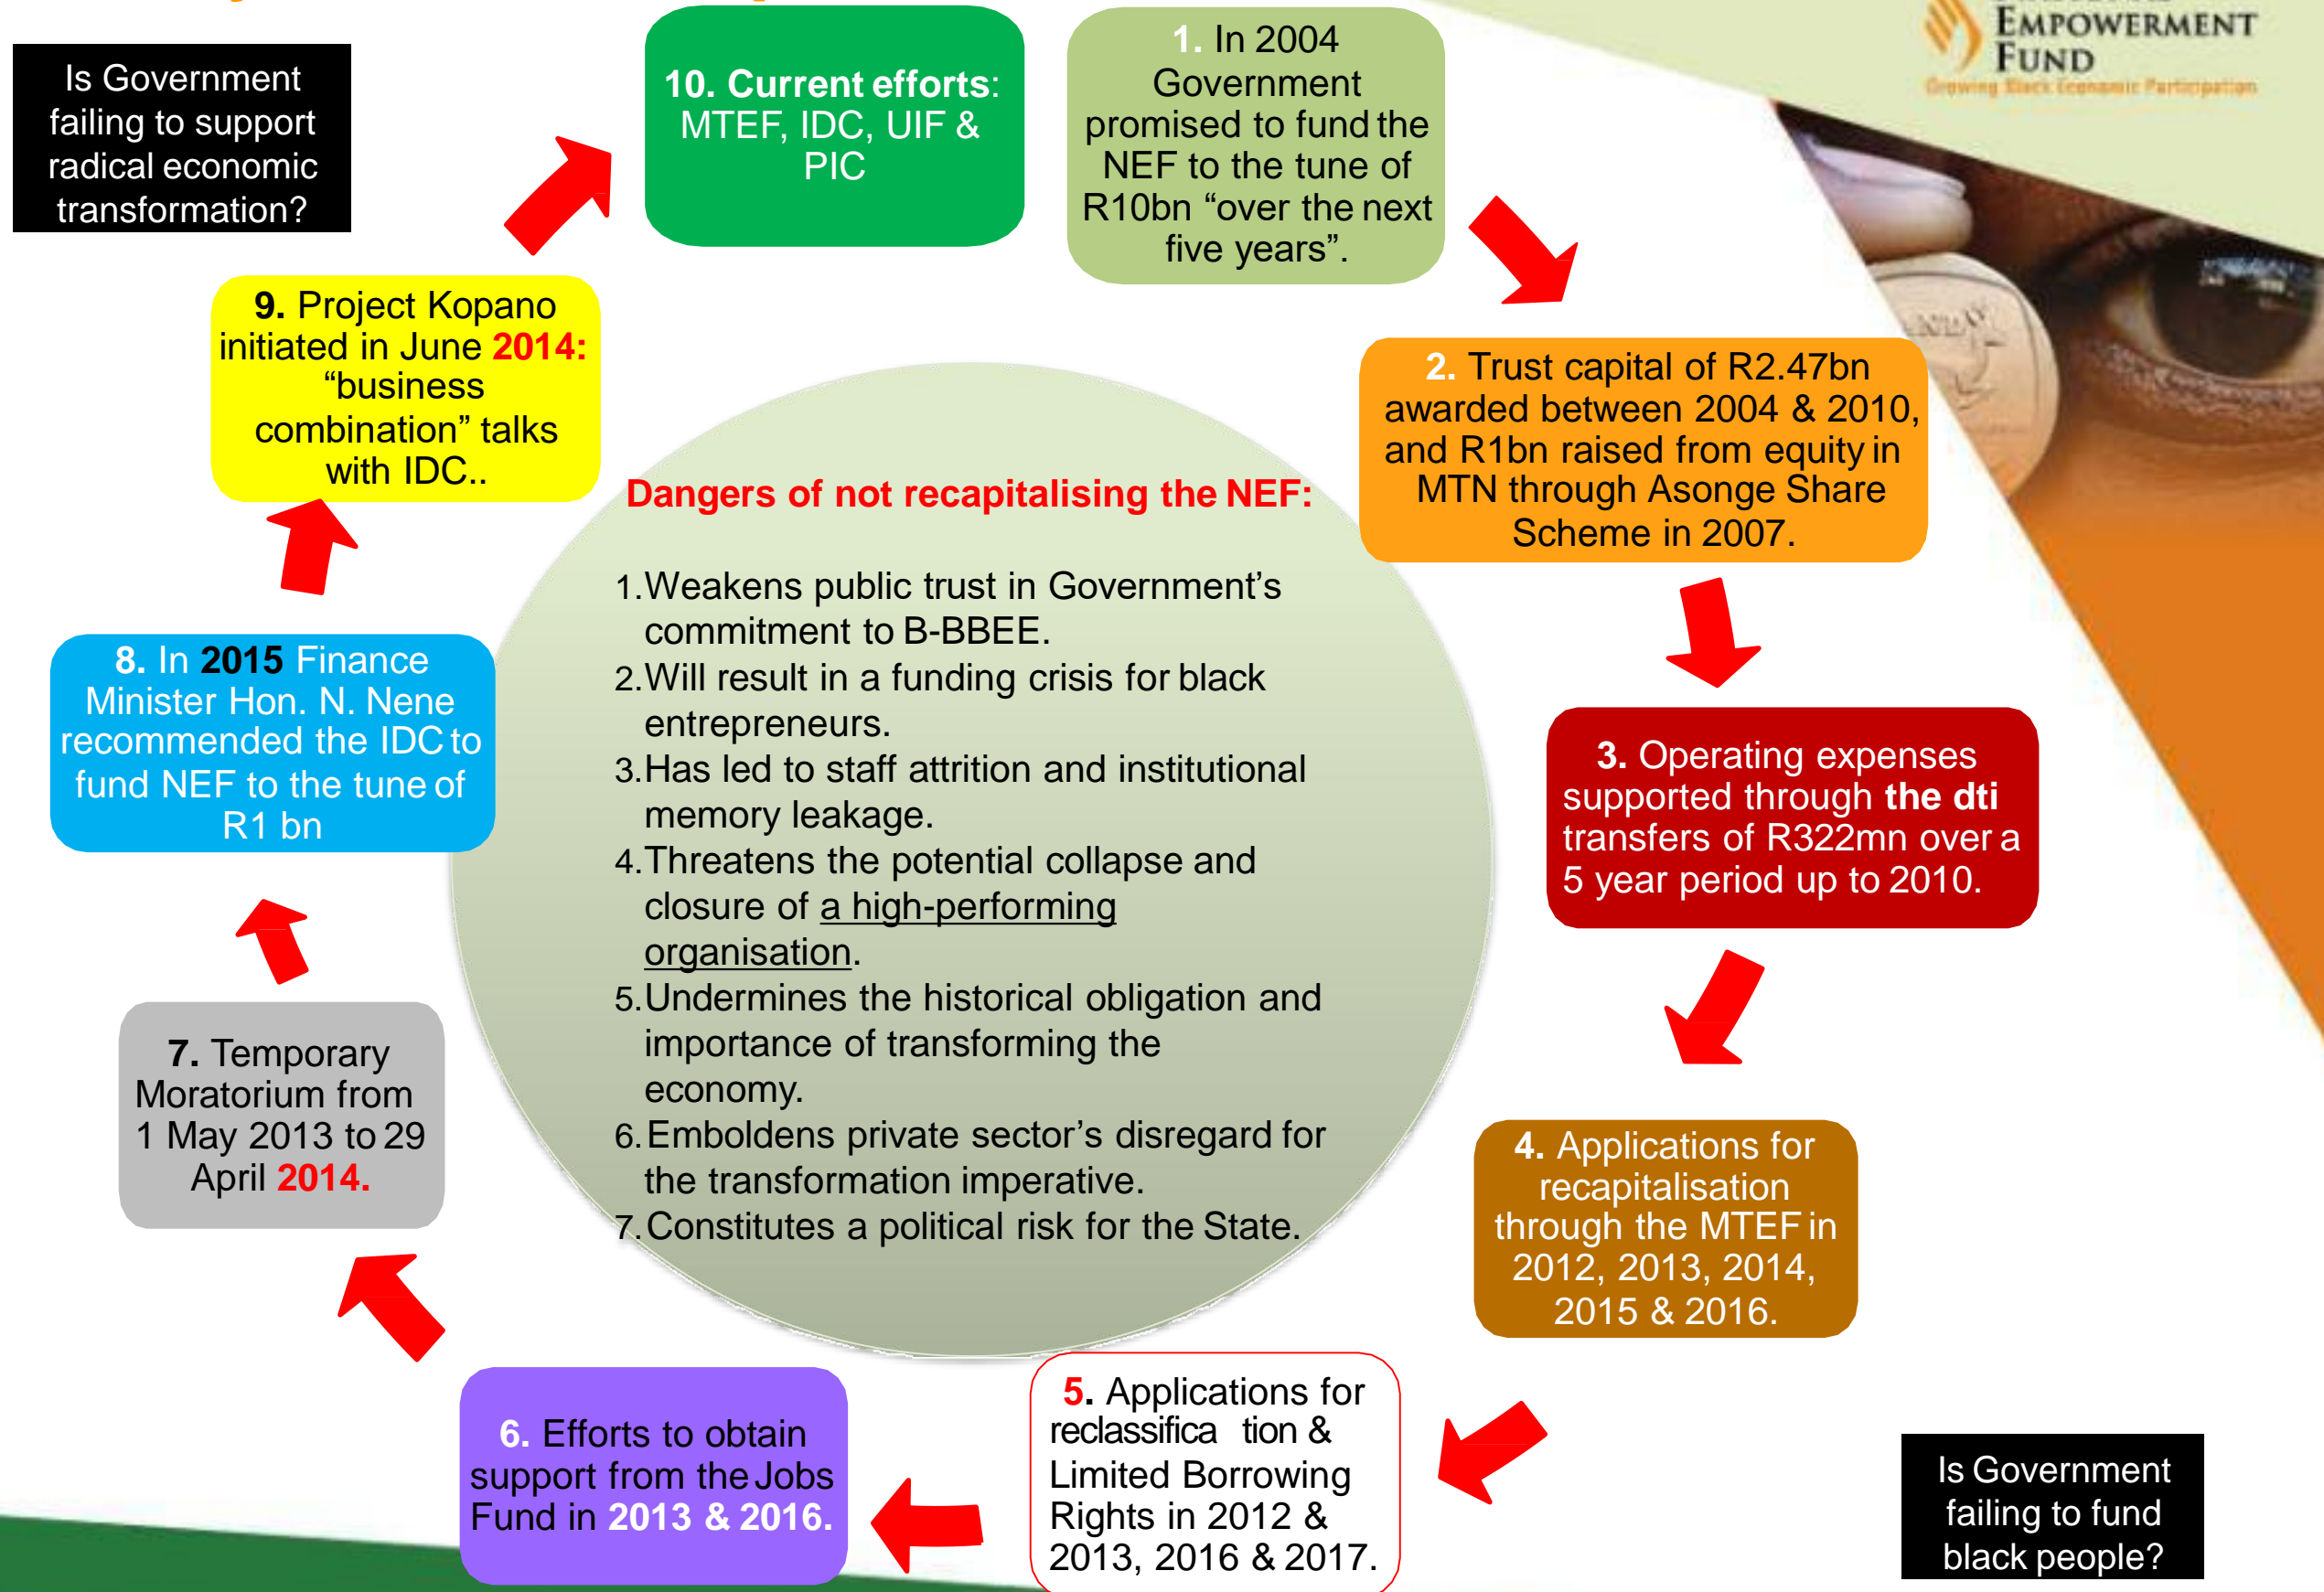 EMPOWERMENT
FUND
Growing Black Economic Participation
Is Government
failing to support
radical economic
transformation?
10. Current efforts:
MTEF, IDC, UIF &
PIC
1. In 2004
Government
promised to fund the
NEF to the tune of
R10bn “over the next
five years”.
2. Trust capital of R2.47bn
awarded between 2004 & 2010,
and R1bn raised from equity in
MTN through Asonge Share
Scheme in 2007.
3. Operating expenses
supported through the dti
transfers of R322mn over a
5 year period up to 2010.
4. Applications for
recapitalisation
through the MTEF in
2012, 2013, 2014,
2015 & 2016.
5. Applications for
reclassifica tion &
Limited Borrowing
Rights in 2012 &
2013, 2016 & 2017.
6. Efforts to obtain
support from the Jobs
Fund in 2013 & 2016.
7. Temporary
Moratorium from
1 May 2013 to 29
April 2014.
8. In 2015 Finance
Minister Hon. N. Nene
recommended the IDC to
fund NEF to the tune of
R1 bn
9. Project Kopano
initiated in June 2014:
“business
combination” talks
with IDC..
Dangers of not recapitalising the NEF:
1.Weakens public trust in Government’s
commitment to B-BBEE.
2.Will result in a funding crisis for black
entrepreneurs.
3.Has led to staff attrition and institutional
memory leakage.
4.Threatens the potential collapse and
closure of a high-performing
organisation.
5.Undermines the historical obligation and
importance of transforming the
economy.
6.Emboldens private sector’s disregard for
the transformation imperative.
7.Constitutes a political risk for the State.
Is Government
failing to fund
black people?